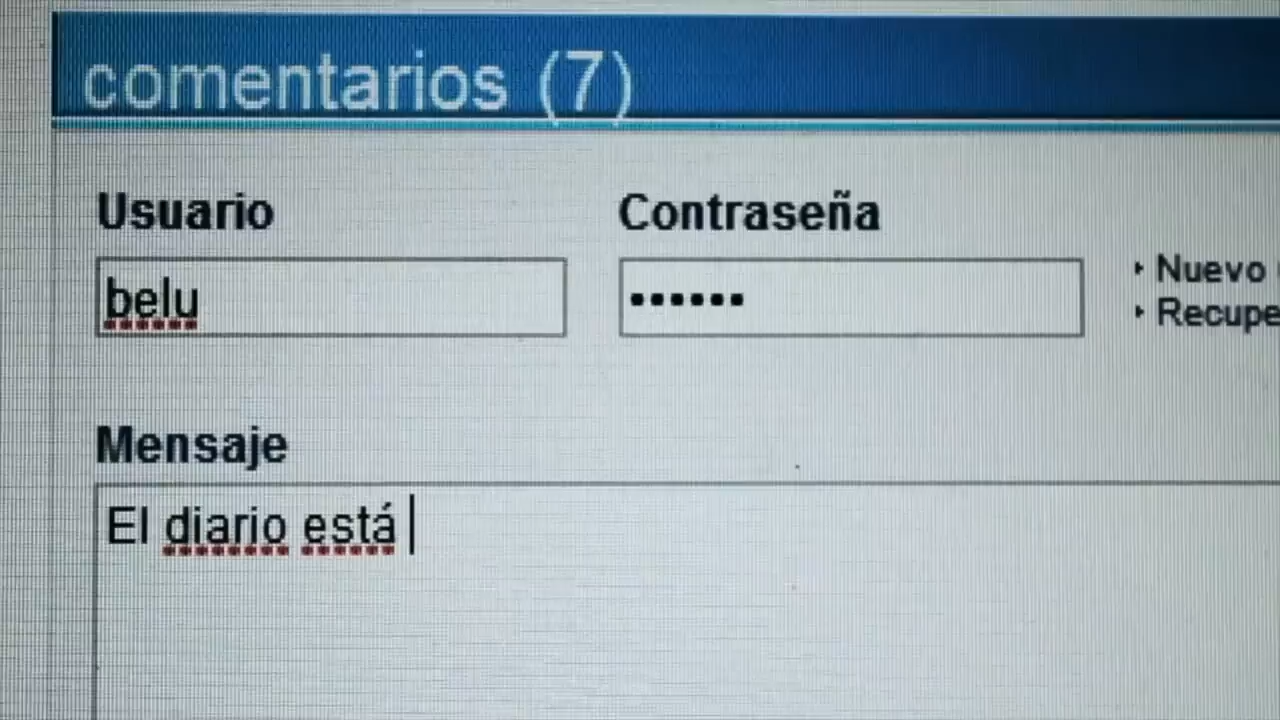 comentarios (7)
Usuario
Contraseña
belu
••••••
Nuevo
Recupe
Mensaje
El diario está